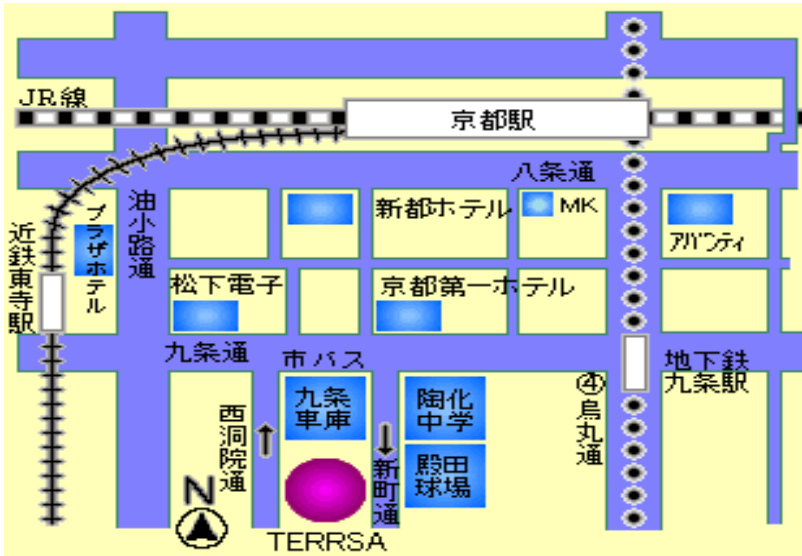 JR線
京都駅
八条通
新都ホテル
MK
アバンティ
プラザホテル
油小路通
近鉄東寺駅
松下電子
京都第一ホテル
九条通
市バス
九条
車庫
陶化
中学
④烏丸通
地下鉄
九条駅
西洞院通
新町通
殿田
球場
N
TERRSA